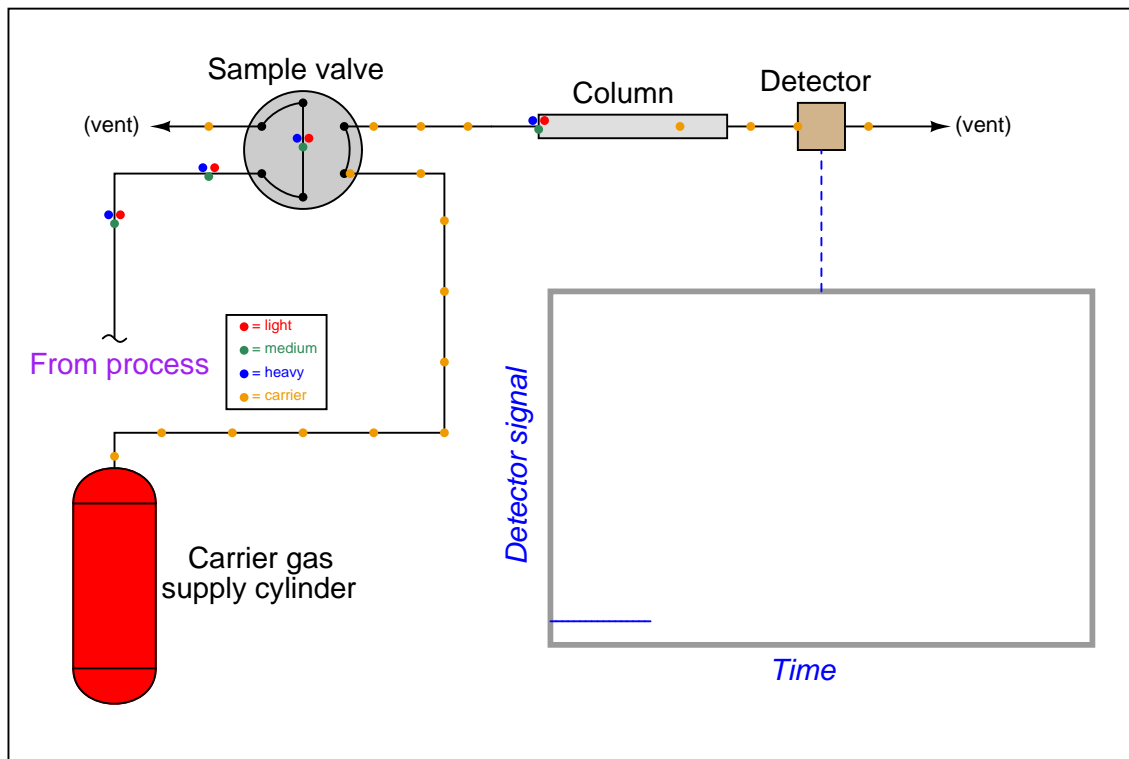 Sample valve
Column
Detector
(vent)
(vent)
= light
= medium
= heavy
= carrier
From process
Detector signal
Carrier gas
supply cylinder
Time